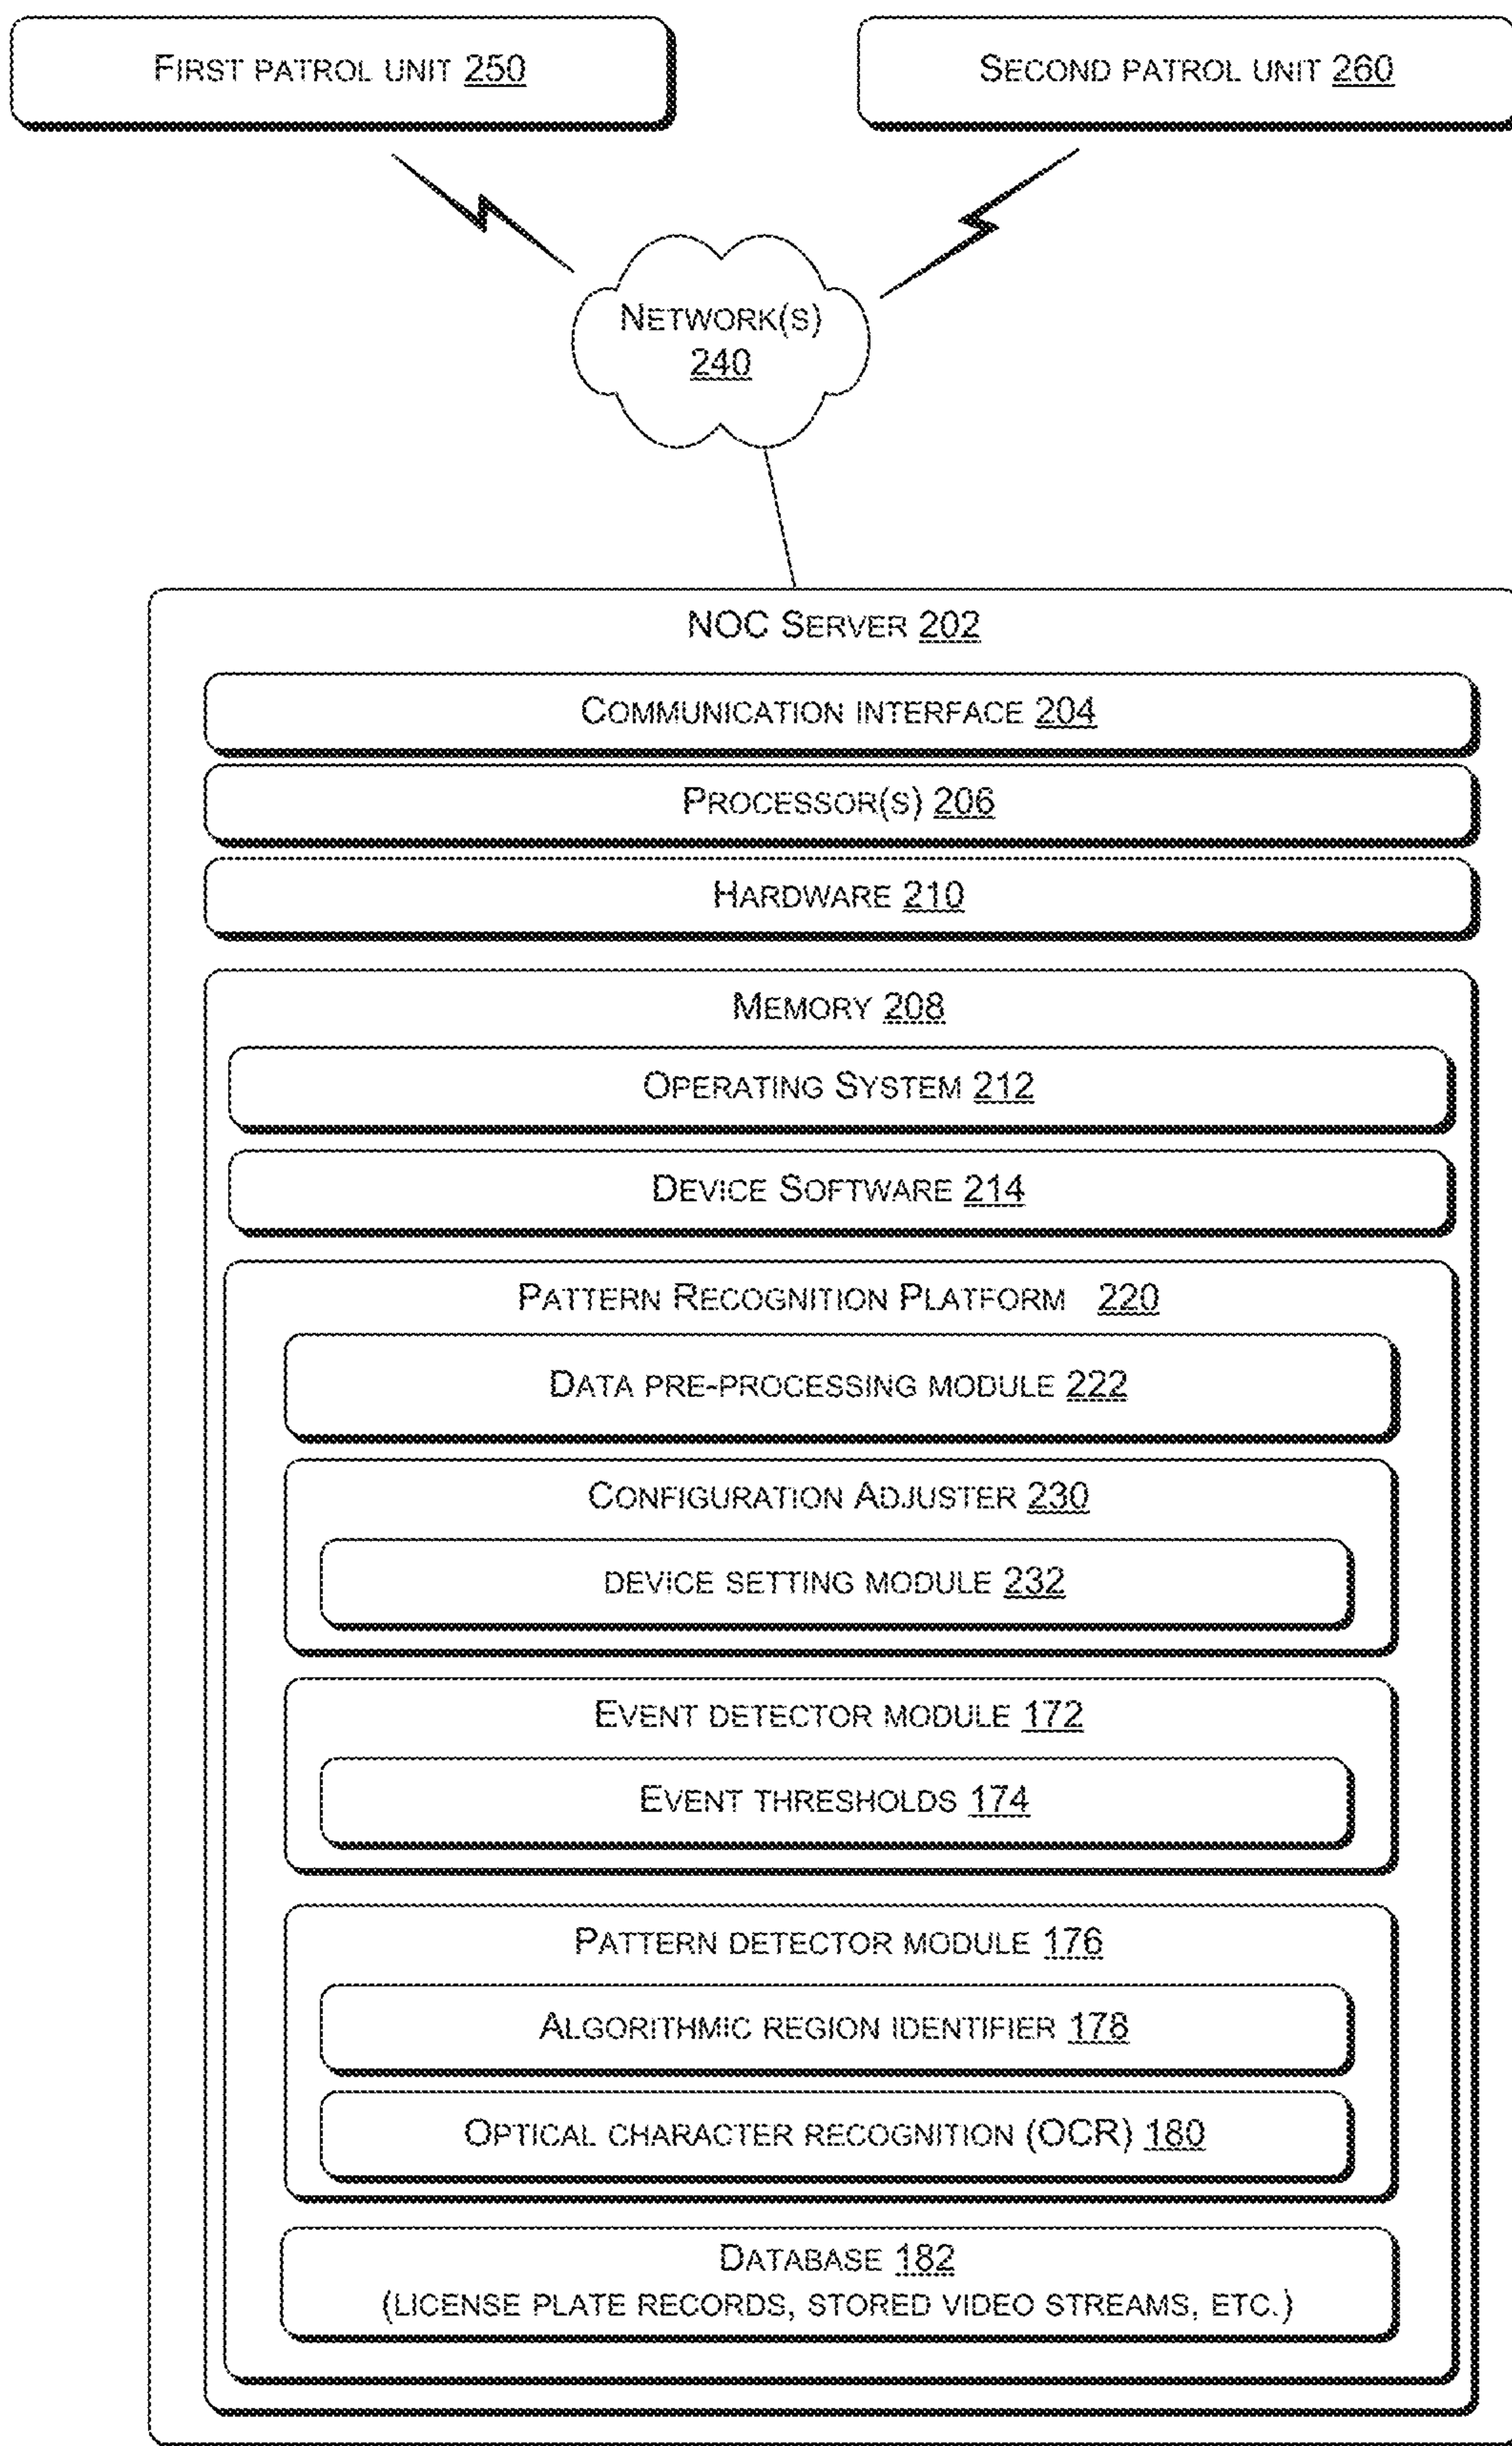 FIRST PATROL UNIT 250
SECOND PATROL UNIT 260
NETWORK(S)
240
NOC SERVER 202
COMMUNICATION INTERFACE 204
PROCESSOR(S) 206
HARDWARE 210
MEMORY 208
OPERATING SYSTEM 212
DEVICE SOFTWARE 214
PATTERN RECOGNITION PLATFORM 220
DATA PRE-PROCESSING MODULE 222
CONFIGURATION ADJUSTER 230
DEVICE SETTING MODULE 232
EVENT DETECTOR MODULE 172
EVENT THRESHOLDS 174
PATTERN DETECTOR MODULE 176
ALGORITHMIC REGION IDENTIFIER 178
OPTICAL CHARACTER RECOGNITION (OCR) 180
DATABASE 182
(LICENSE PLATE RECORDS, STORED VIDEO STREAMS, ETC.)